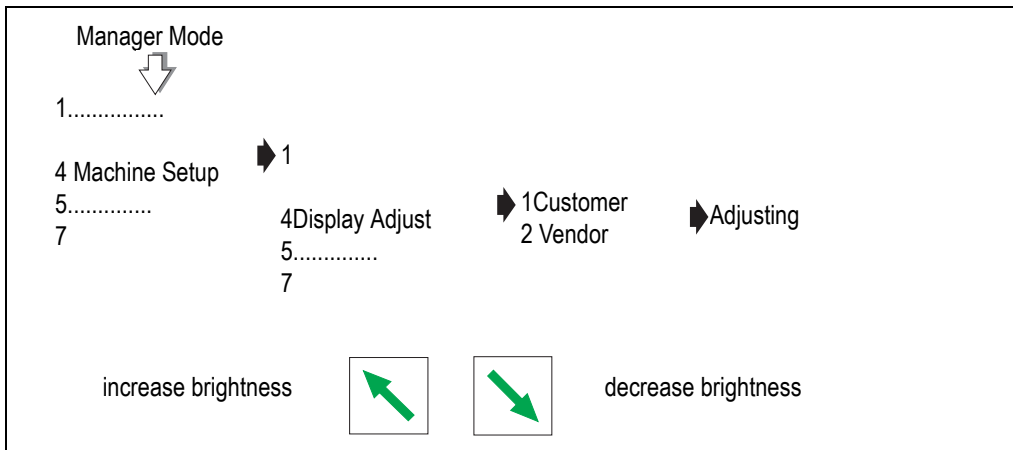 Manager Mode
1................
4 Machine Setup
5..............
7
1
4Display Adjust
5..............
7
1Customer
2 Vendor
Adjusting
increase brightness
decrease brightness